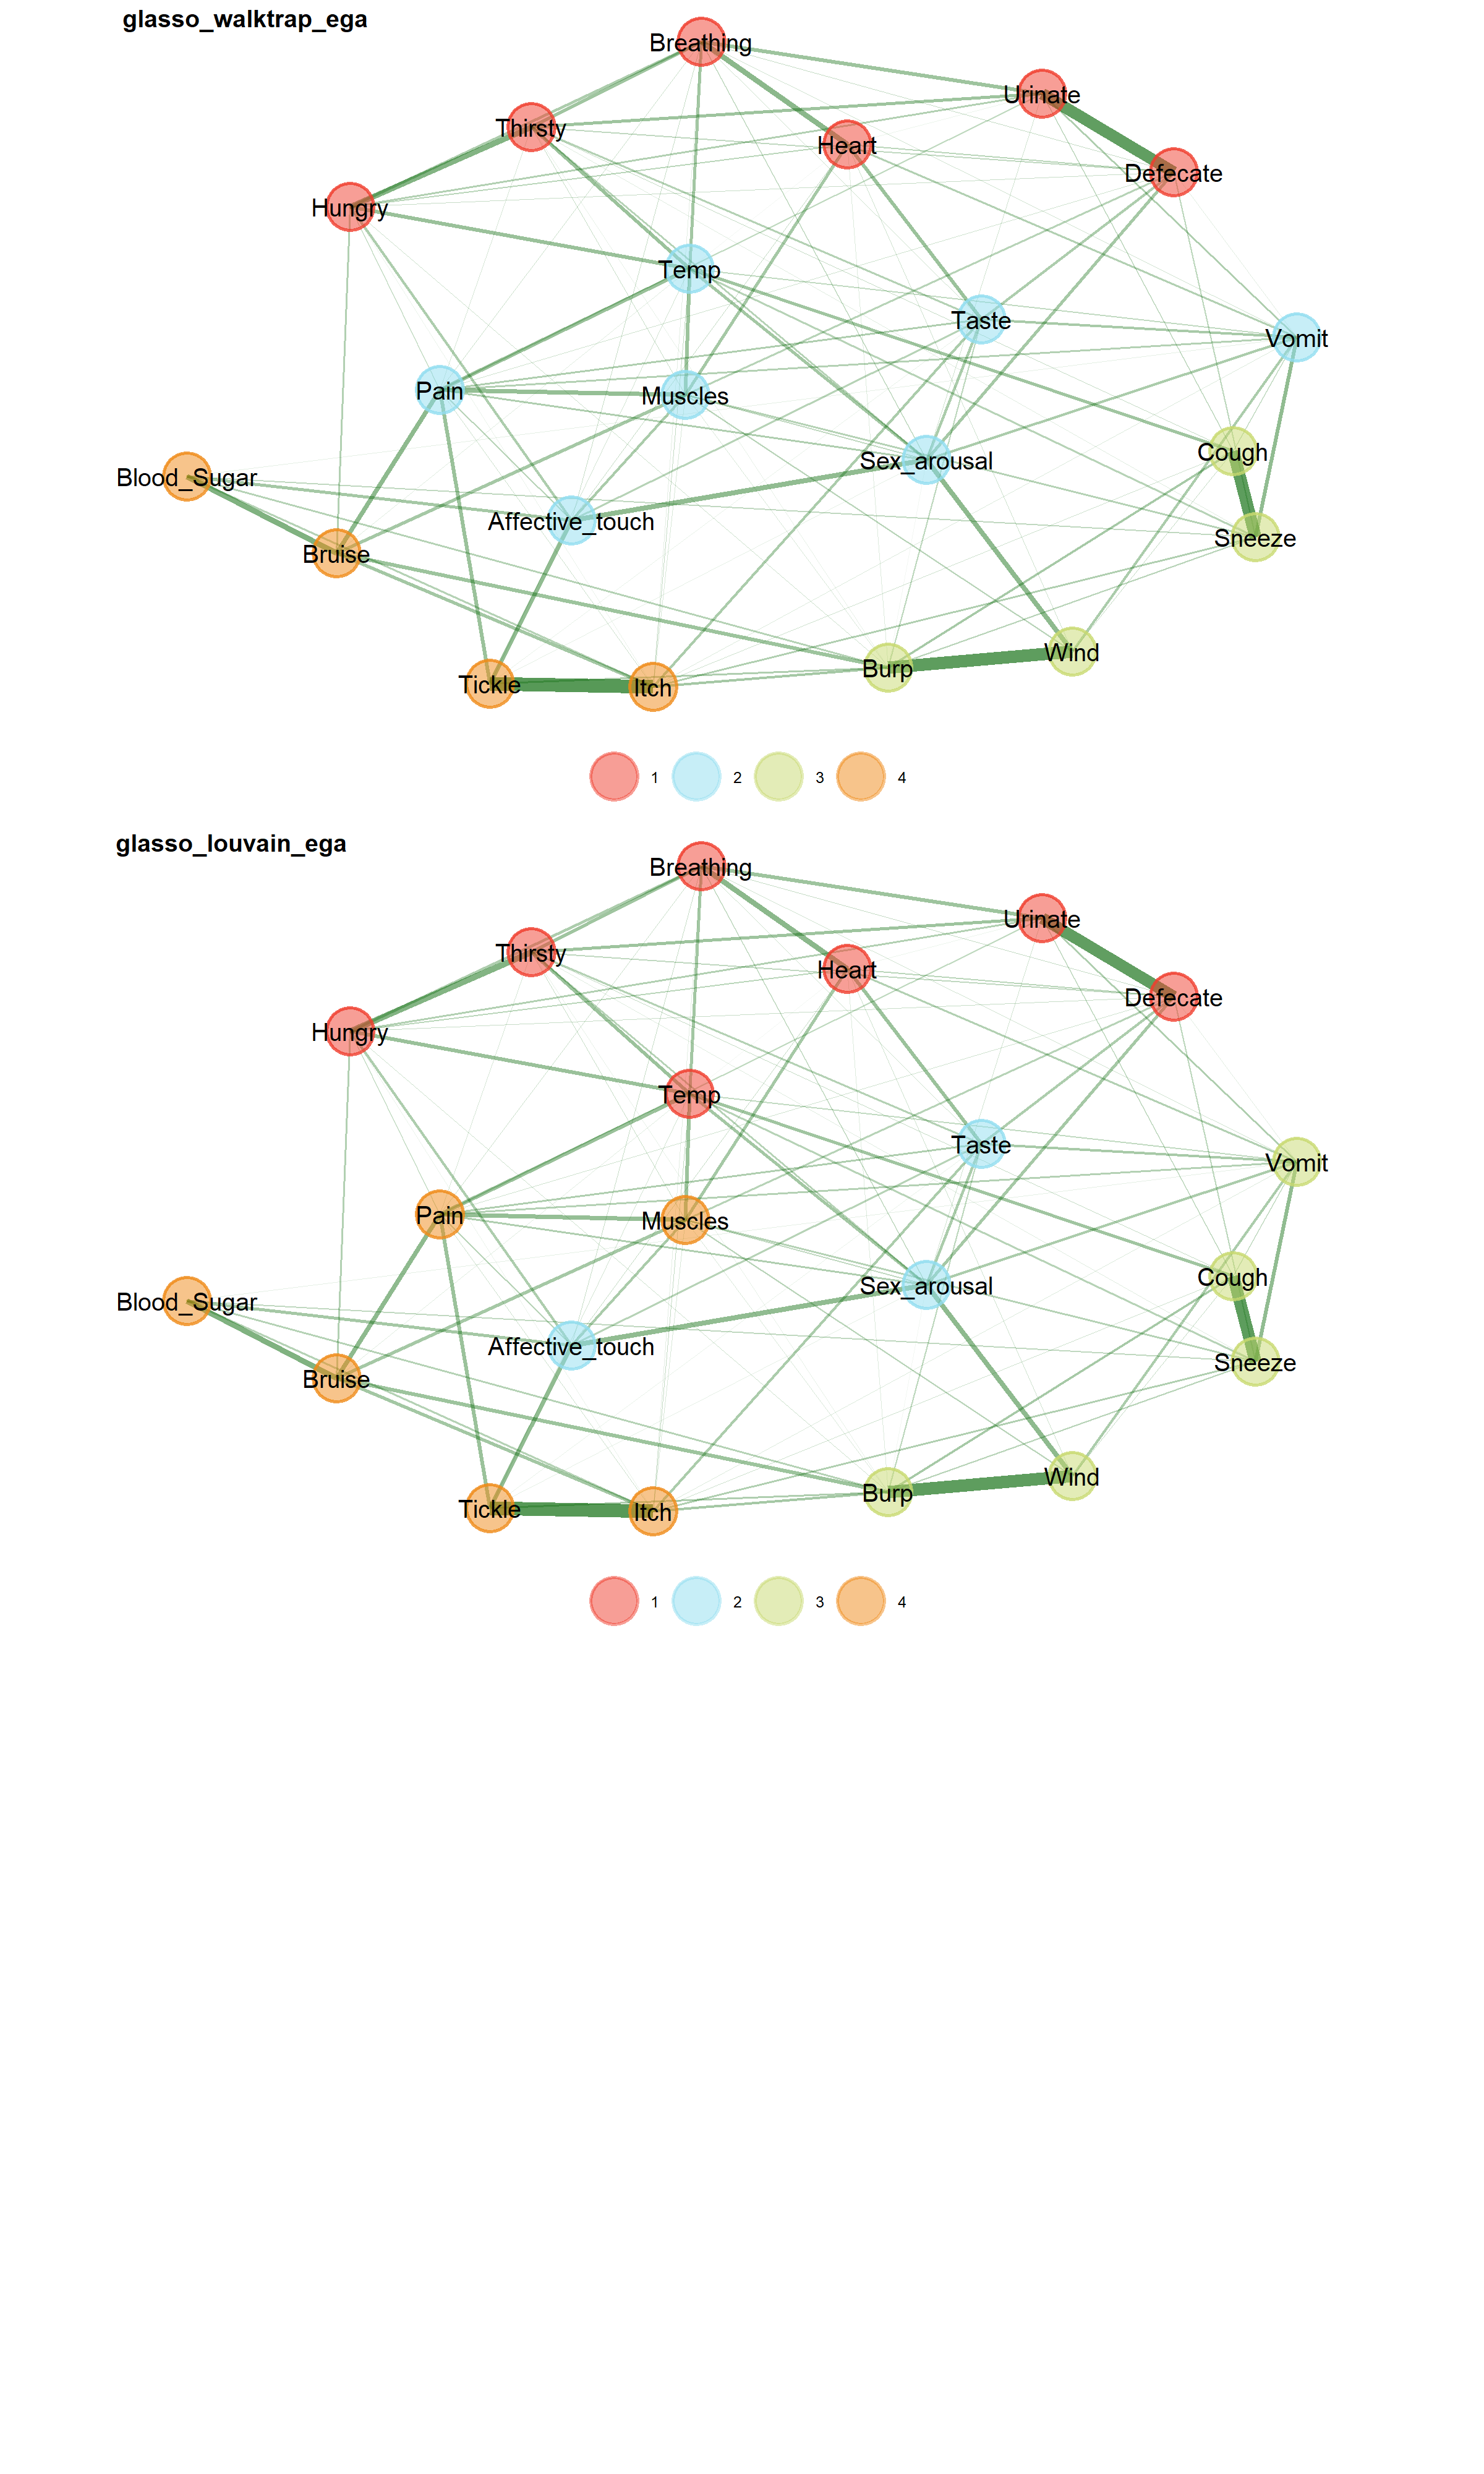 glasso_walktrap_ega
Breathing
Urinate
Thirsty
Heart
Defecate
Hungry
Temp
Taste
Vomit
Pain
Muscles
Cough
Sex_arousal
Blood_Sugar
Affective_touch
Sneeze
Bruise
Wind
Burp
Tickle
Itch
1 2 3 4
glasso_louvain_ega
Breathing
Urinate
Thirsty
Heart
Defecate
Hungry
Temp
Taste
Vomit
Pain
Muscles
Cough
Sex_arousal
Blood_Sugar
Affective_touch
Sneeze
Bruise
Wind
Burp
Tickle
Itch
1 2 3 4